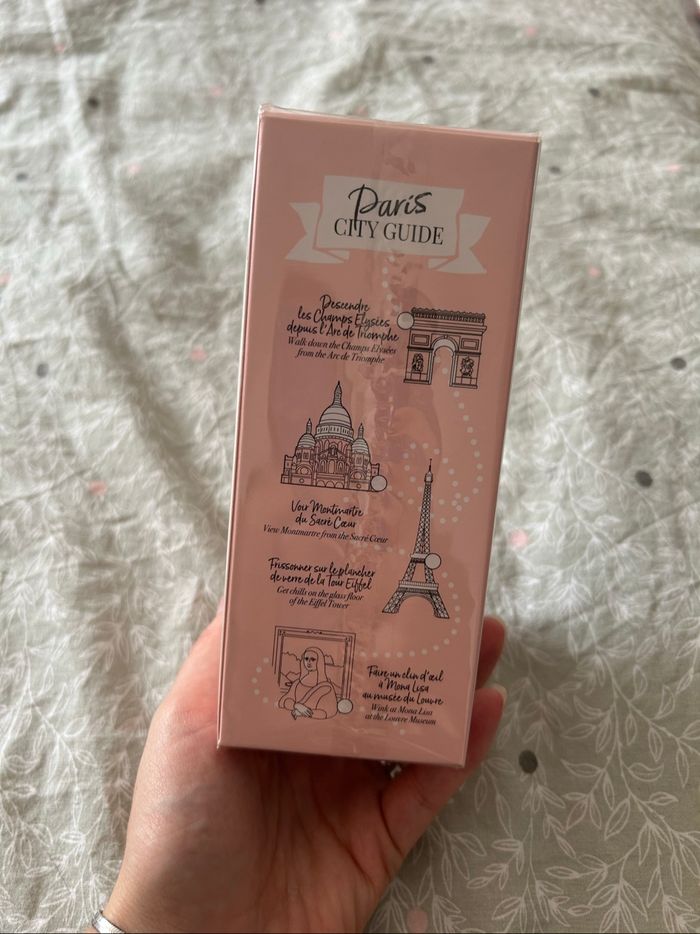 Paris
CITY GUIDE
Descendre
les Champs Elysées
depuis l'Arc de Triomphe
Walk down the Champs Elysées
from the Arc de Triomphe
Voir Montmartre
du Sacré Cœur
View Montmartre from the Sacré Cœur
Frissonner sur le plancher
de verre de la Tour Eiffel
Get chills on the glass floor
of the Eiffel Tower
Faire un clin d'œil
à Mona Lisa
au musée du Louvre
Wink at Mona Lisa
at the Louvre Museum